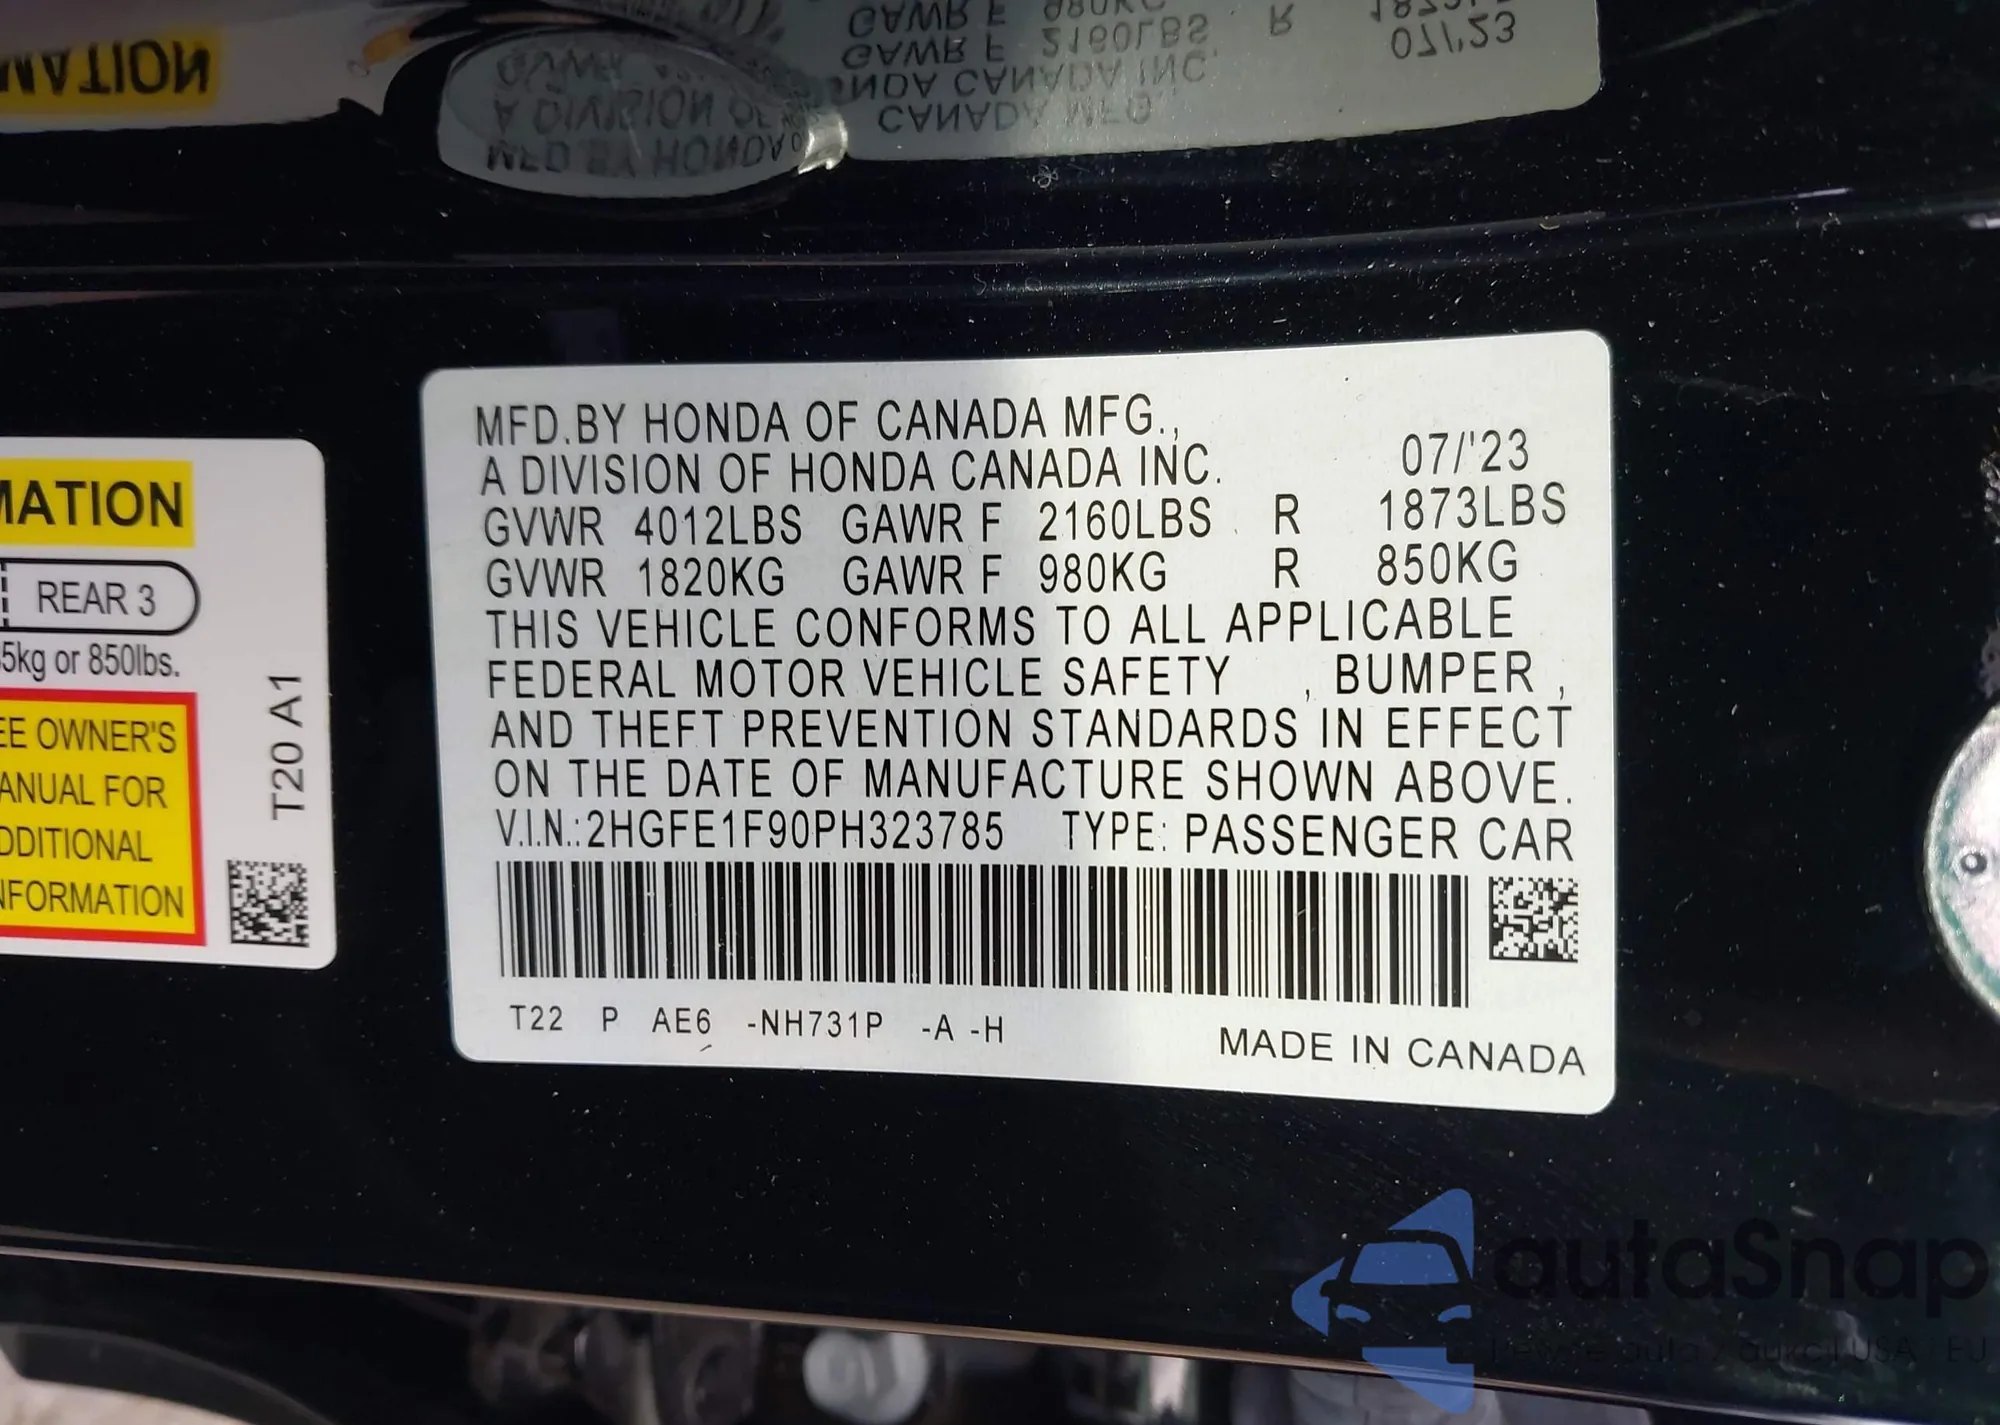 MATION
REAR 3
5kg or 850lbs.
EE OWNER'S
ANUAL FOR
DDITIONAL
NFORMATION
T20 A1
MFD.BY HONDA OF CANADA MFG.,
A DIVISION OF HONDA CANADA INC. 07/'23
GVWR 4012LBS GAWR F 2160LBS R 1873LBS
GVWR 1820KG GAWR F 980KG R 850KG
THIS VEHICLE CONFORMS TO ALL APPLICABLE
FEDERAL MOTOR VEHICLE SAFETY , BUMPER ,
AND THEFT PREVENTION STANDARDS IN EFFECT
ON THE DATE OF MANUFACTURE SHOWN ABOVE.
V.I.N.:2HGFE1F90PH323785 TYPE: PASSENGER CAR
T22 P AE6 -NH731P -A -H
MADE IN CANADA
autaSnap
USA EU